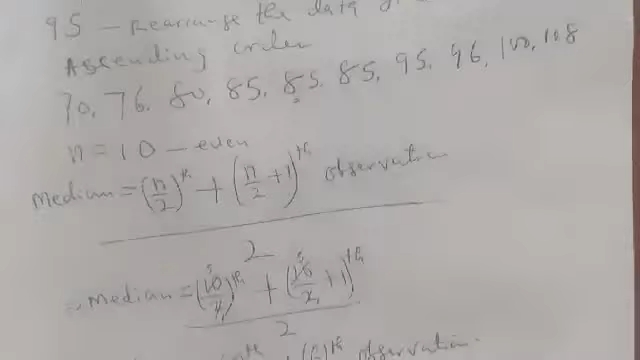 95 - Rearrange the data
Ascending order
70, 76, 80, 85, 85, 85, 95, 96, 100, 108
n = 10 - even
Median = (n/2)th + (n/2 + 1)th observation
2
∴ Median = (10/2)th + (10/2 + 1)th
2
observation.